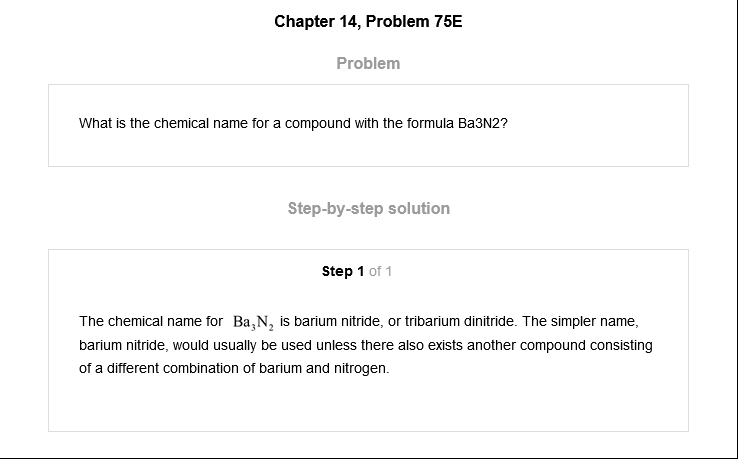 Chapter 14, Problem 75E
Problem
What is the chemical name for a compound with the formula Ba3N2?
Step-by-step solution
Step 1 of 1
The chemical name for Ba₃N₂ is barium nitride, or tribarium dinitride. The simpler name,
barium nitride, would usually be used unless there also exists another compound consisting
of a different combination of barium and nitrogen.